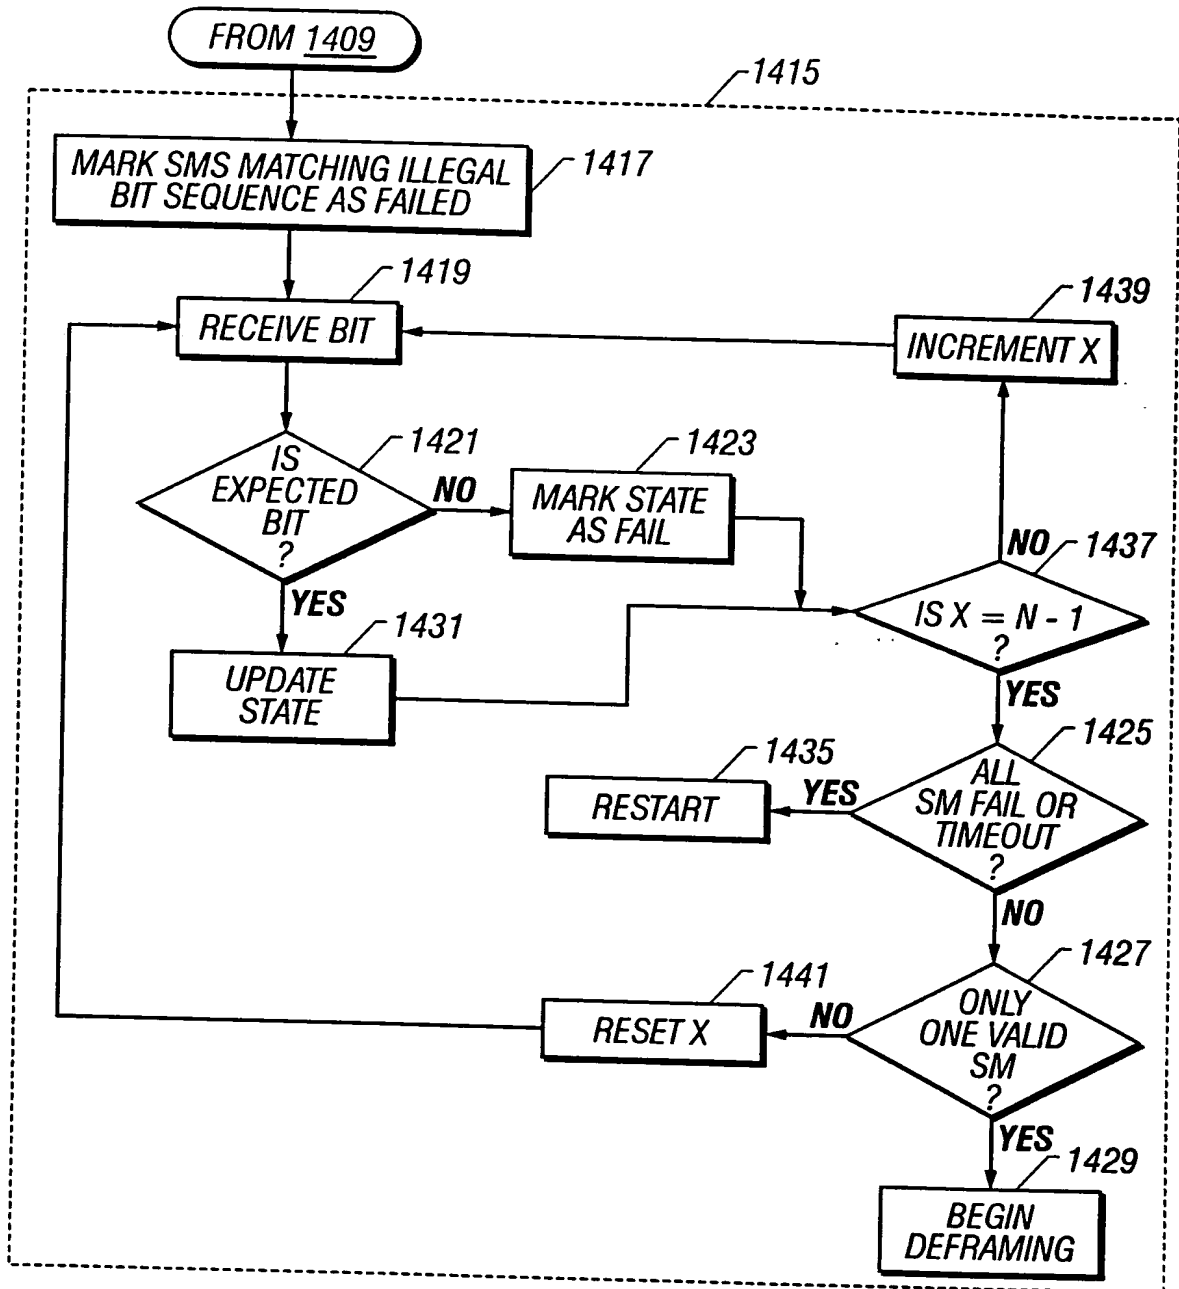 FROM 1409
1415
MARK SMS MATCHING ILLEGAL
BIT SEQUENCE AS FAILED
1417
1419
RECEIVE BIT
1439
INCREMENT X
1421
IS
EXPECTED
BIT
?
NO
1423
MARK STATE
AS FAIL
NO
1437
IS X = N - 1
?
YES
1431
UPDATE
STATE
YES
1425
ALL
SM FAIL OR
TIMEOUT
?
YES
1435
RESTART
NO
1427
ONLY
ONE VALID
SM
?
NO
1441
RESET X
YES
1429
BEGIN
DEFRAMING